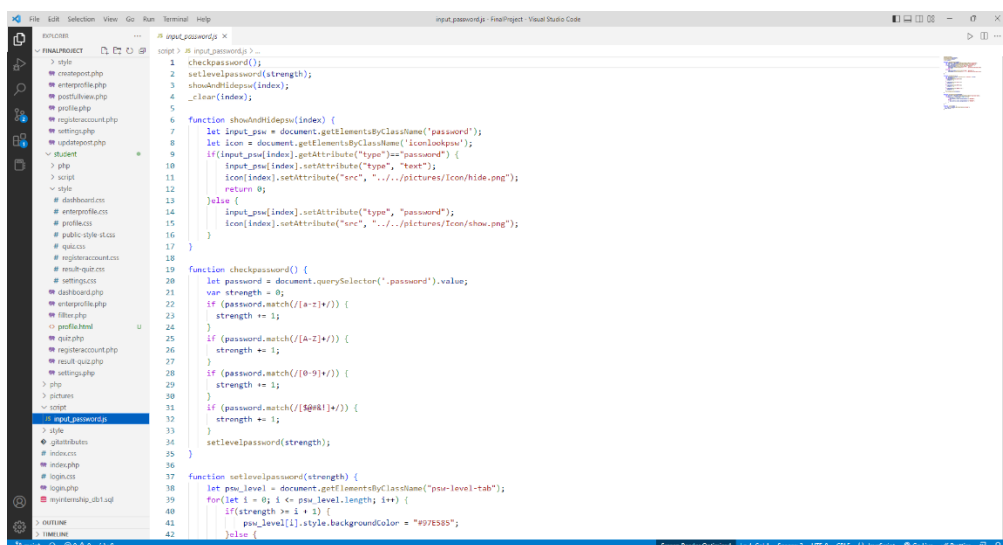 File Edit Selection View Go Run Terminal Help
input_password.js - FinalProject - Visual Studio Code
EXPLORER ...
FINALPROJECT
> style
createpost.php
enterprofile.php
postfullview.php
profile.php
registeraccount.php
settings.php
updatepost.php
student
> php
> script
style
# dashboard.css
# enterprofile.css
# profile.css
# public-style-st.css
# quiz.css
# registeraccount.css
# result-quiz.css
# settings.css
dashboard.php
enterprofile.php
fillter.php
<> profile.html U
quiz.php
registeraccount.php
result-quiz.php
settings.php
> php
> pictures
script
JS input_password.js
> style
.gitattributes
# index.css
index.php
# login.css
login.php
myinternship_db1.sql
> OUTLINE
> TIMELINE
JS input_password.js ×
script > JS input_password.js > ...
1 checkpassword();
2 setlevelpassword(strength);
3 showAndHidepsw(index);
4 _clear(index);
5
6 function showAndHidepsw(index) {
7 let input_psw = document.getElementsByClassName('password');
8 let icon = document.getElementsByClassName('iconlookpsw');
9 if(input_psw[index].getAttribute("type")=="password") {
10 input_psw[index].setAttribute("type", "text");
11 icon[index].setAttribute("src", "../../pictures/Icon/hide.png");
12 return 0;
13 }else {
14 input_psw[index].setAttribute("type", "password");
15 icon[index].setAttribute("src", "../../pictures/Icon/show.png");
16 }
17 }
18
19 function checkpassword() {
20 let password = document.querySelector('.password').value;
21 var strength = 0;
22 if (password.match(/[a-z]+/)) {
23 strength += 1;
24 }
25 if (password.match(/[A-Z]+/)) {
26 strength += 1;
27 }
28 if (password.match(/[0-9]+/)) {
29 strength += 1;
30 }
31 if (password.match(/[$@#&!]+/)) {
32 strength += 1;
33 }
34 setlevelpassword(strength);
35 }
36
37 function setlevelpassword(strength) {
38 let psw_level = document.getElementsByClassName("psw-level-tab");
39 for(let i = 0; i <= psw_level.length; i++) {
40 if(strength >= i + 1) {
41 psw_level[i].style.backgroundColor = "#97E585";
42 }else {